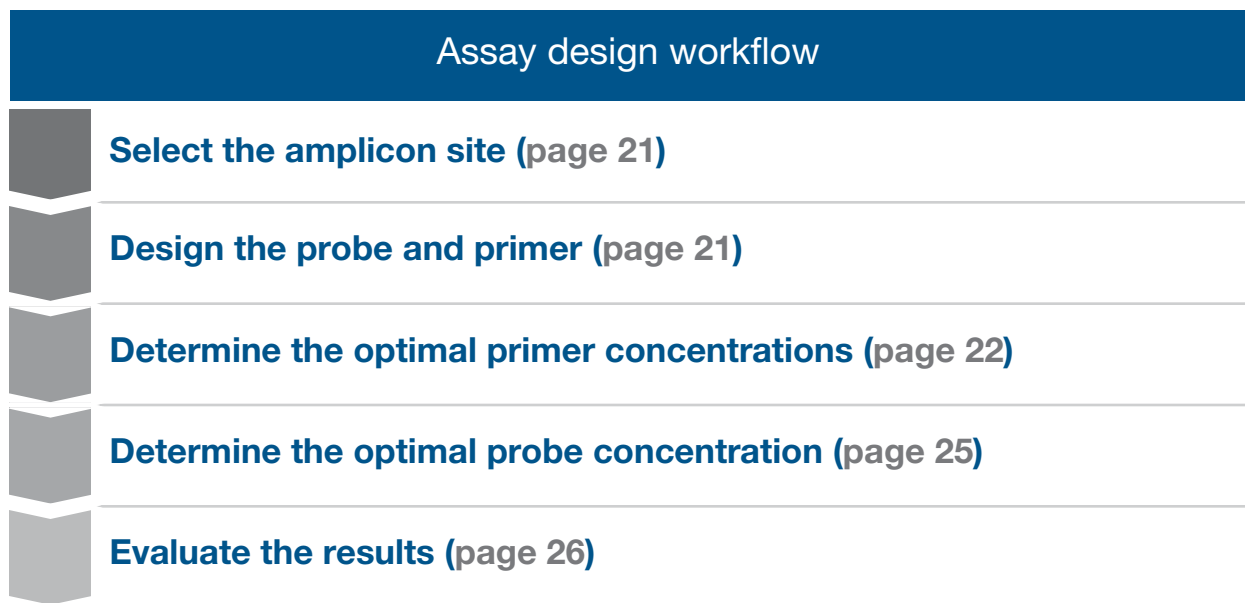 Assay design workflow
Select the amplicon site (page 21)
Design the probe and primer (page 21)
Determine the optimal primer concentrations (page 22)
Determine the optimal probe concentration (page 25)
Evaluate the results (page 26)